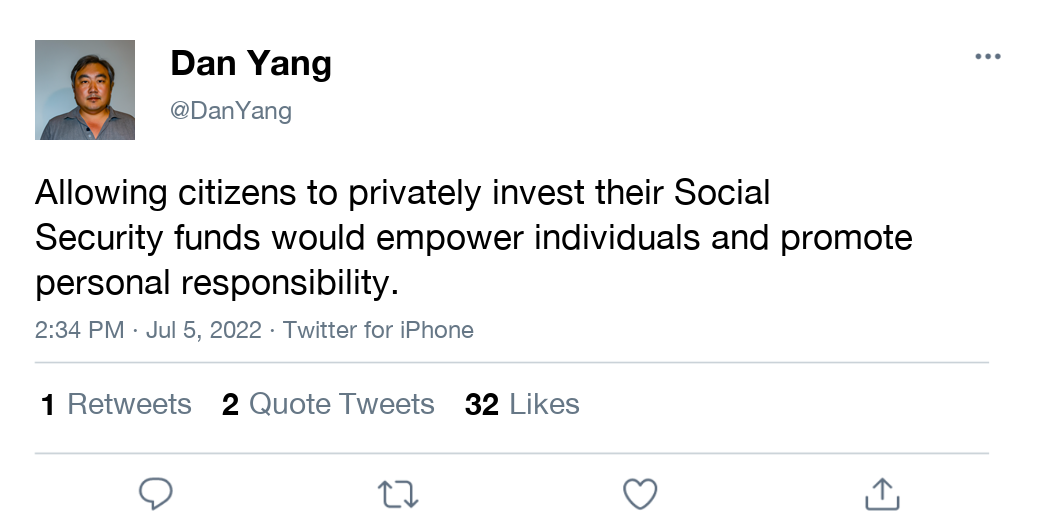 Dan Yang
@DanYang
Allowing citizens to privately invest their Social
Security funds would empower individuals and promote
personal responsibility.
2:34 PM · Jul 5, 2022 · Twitter for iPhone
1 Retweets 2 Quote Tweets 32 Likes